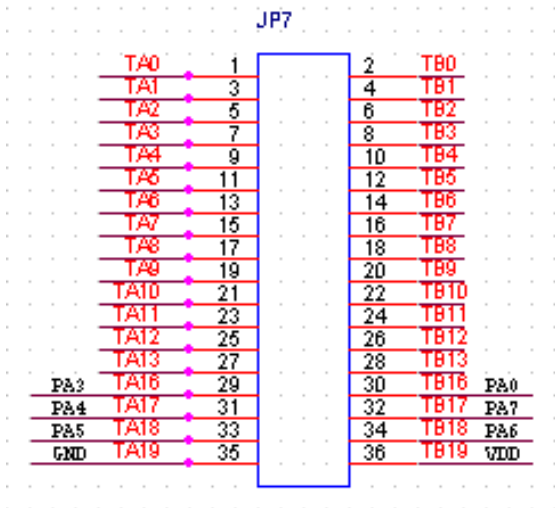 JP7
TA0 1 2 TB0
TA1 3 4 TB1
TA2 5 6 TB2
TA3 7 8 TB3
TA4 9 10 TB4
TA5 11 12 TB5
TA6 13 14 TB6
TA7 15 16 TB7
TA8 17 18 TB8
TA9 19 20 TB9
TA10 21 22 TB10
TA11 23 24 TB11
TA12 25 26 TB12
TA13 27 28 TB13
PA3 TA16 29 30 TB16 PA0
PA4 TA17 31 32 TB17 PA7
PA5 TA18 33 34 TB18 PA6
GND TA19 35 36 TB19 VDD